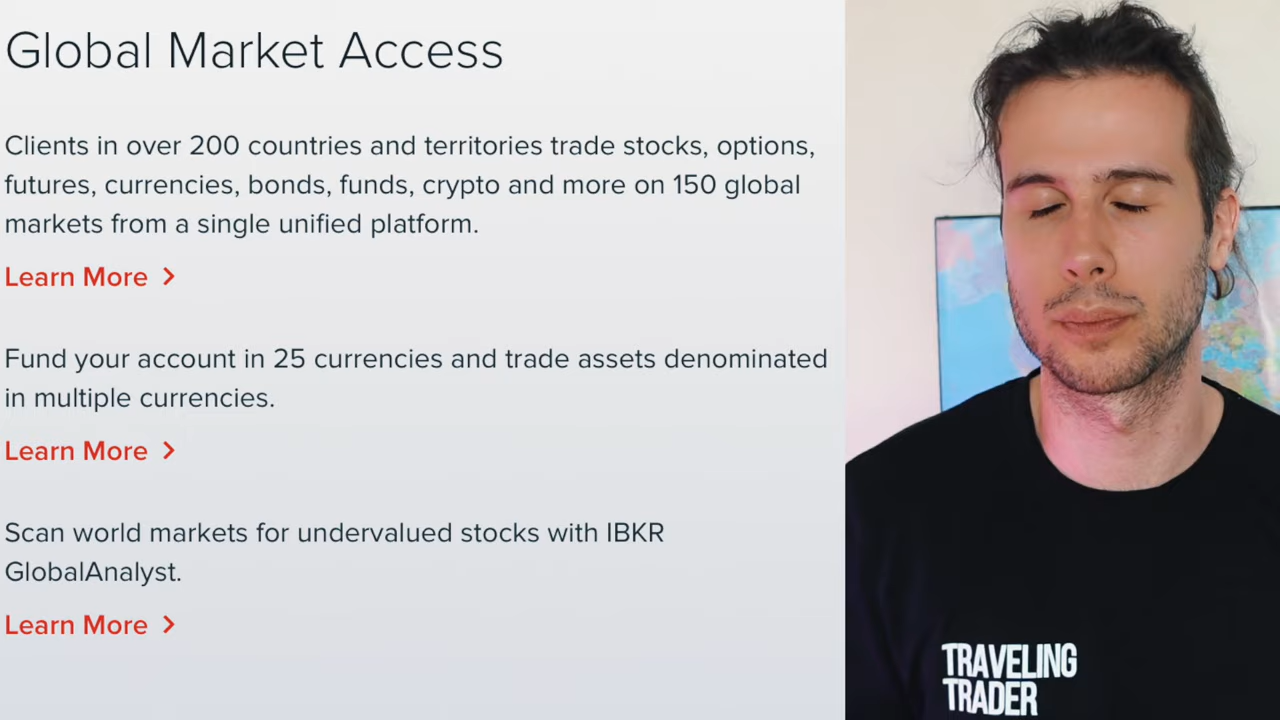 Global Market Access
Clients in over 200 countries and territories trade stocks, options,
futures, currencies, bonds, funds, crypto and more on 150 global
markets from a single unified platform.
Learn More
Fund your account in 25 currencies and trade assets denominated
in multiple currencies.
Learn More
Scan world markets for undervalued stocks with IBKR
GlobalAnalyst.
Learn More
TRAVELING
TRADER